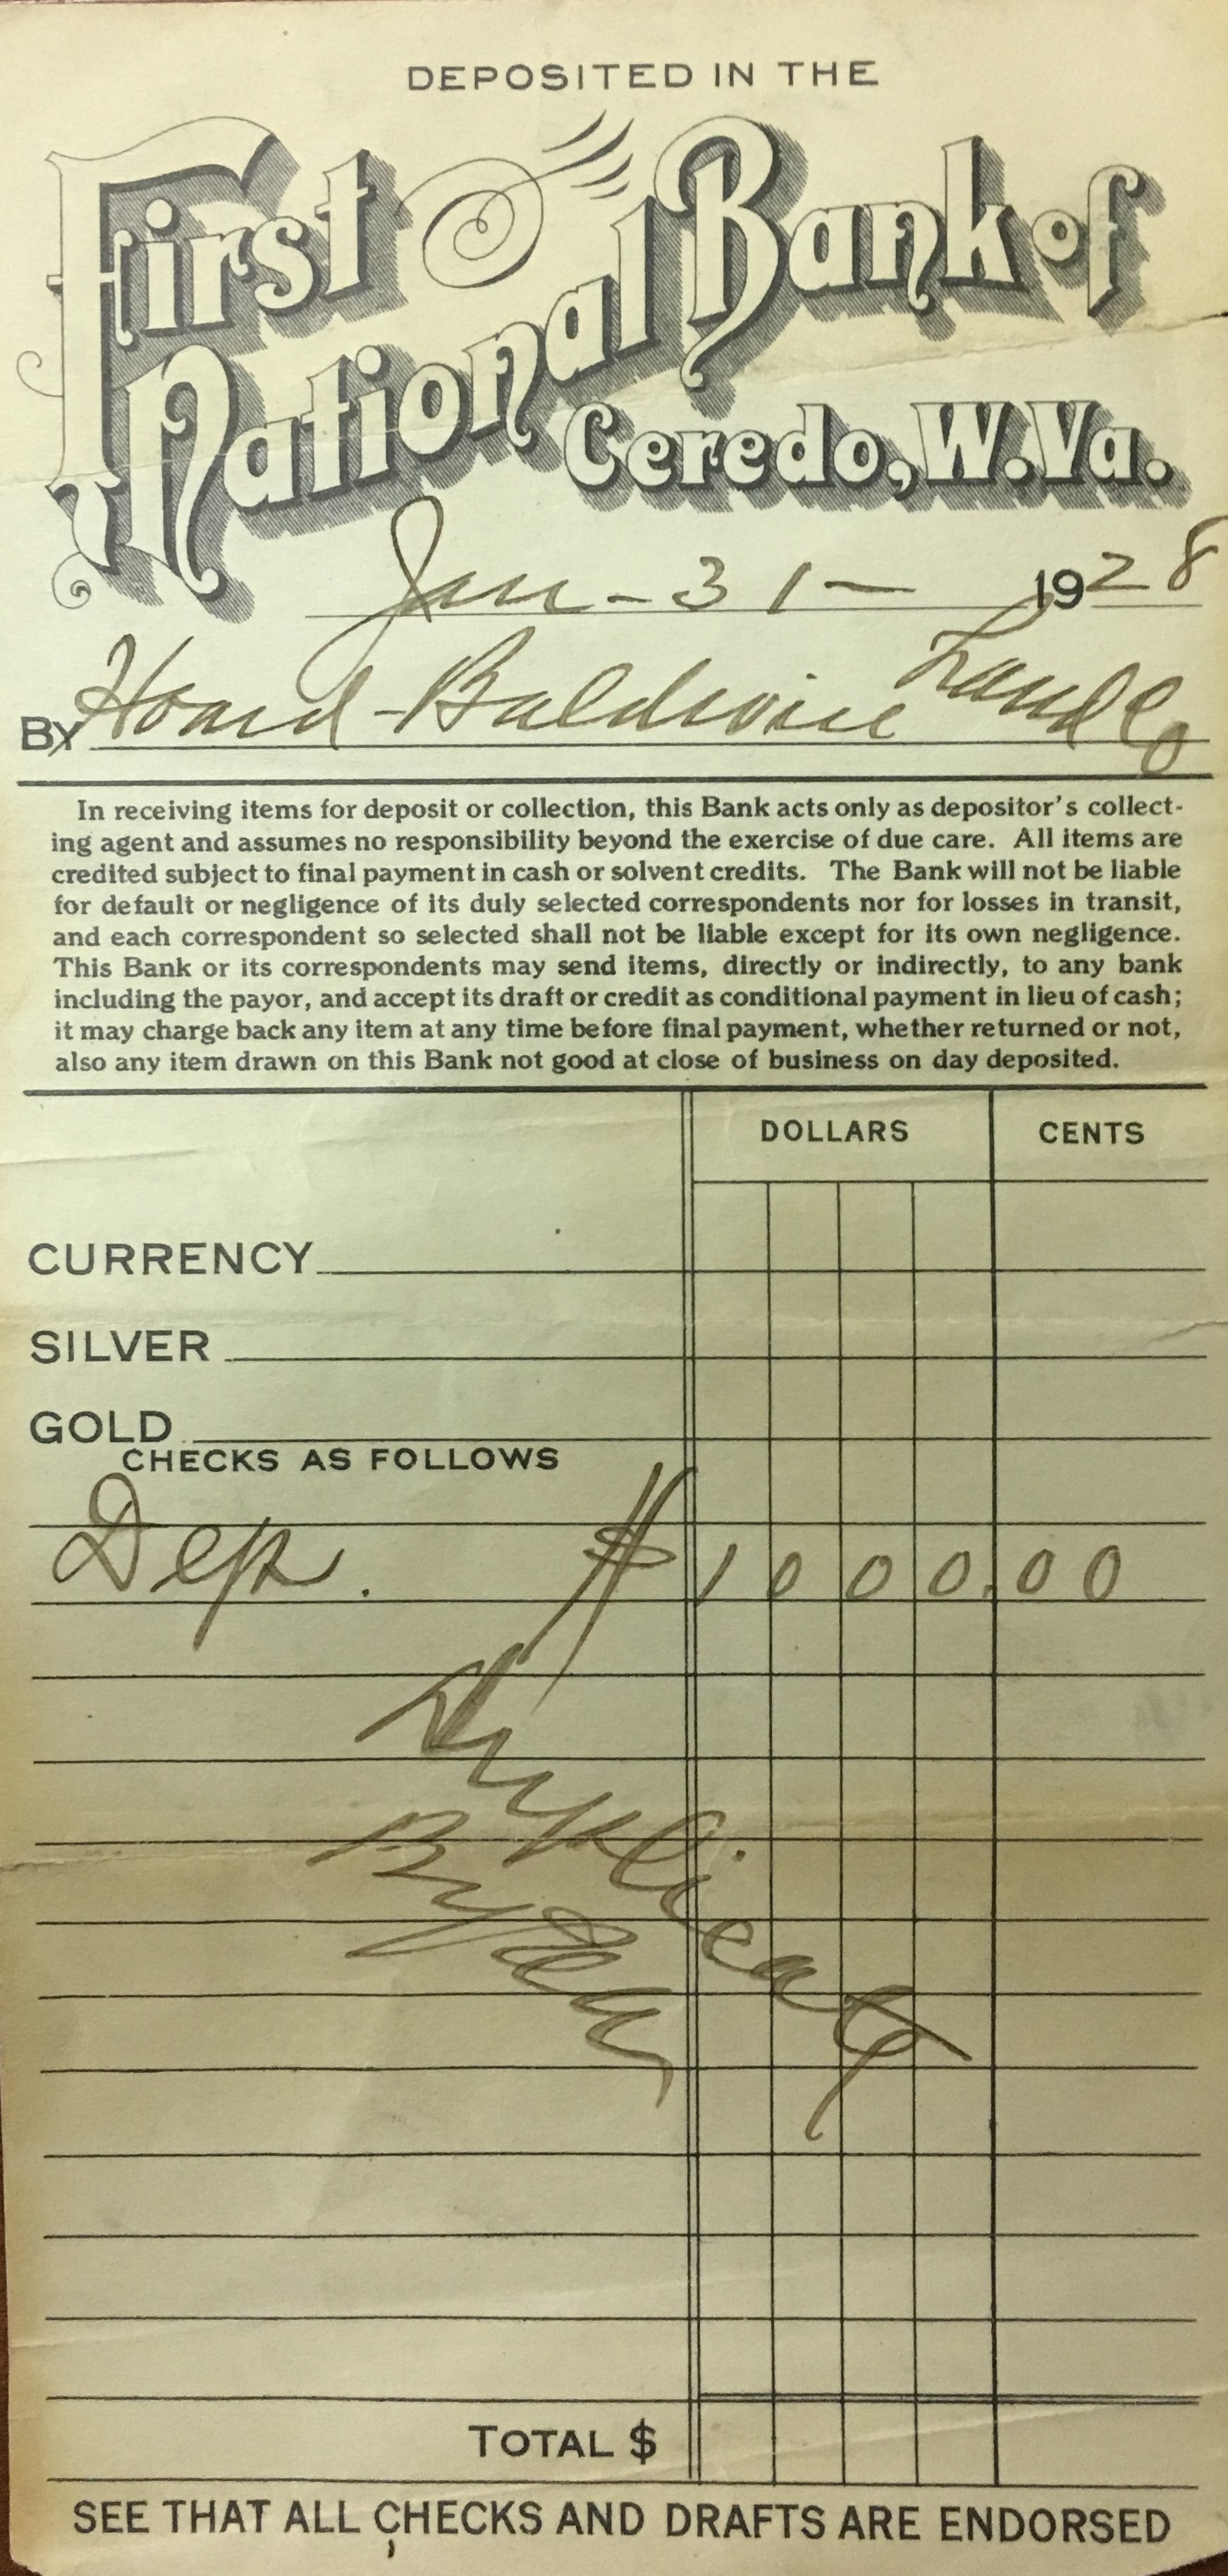 DEPOSITED IN THE
First National Bank of
Ceredo, W.Va.
Jan - 31 - 1928
BY Hoard - Baldwin Land Co
In receiving items for deposit or collection, this Bank acts only as depositor's collect-
ing agent and assumes no responsibility beyond the exercise of due care. All items are
credited subject to final payment in cash or solvent credits. The Bank will not be liable
for default or negligence of its duly selected correspondents nor for losses in transit,
and each correspondent so selected shall not be liable except for its own negligence.
This Bank or its correspondents may send items, directly or indirectly, to any bank
including the payor, and accept its draft or credit as conditional payment in lieu of cash;
it may charge back any item at any time before final payment, whether returned or not,
also any item drawn on this Bank not good at close of business on day deposited.
DOLLARS CENTS
CURRENCY
SILVER
GOLD
CHECKS AS FOLLOWS
Dep. $ 1000.00
Duplicate
By
TOTAL $
SEE THAT ALL CHECKS AND DRAFTS ARE ENDORSED